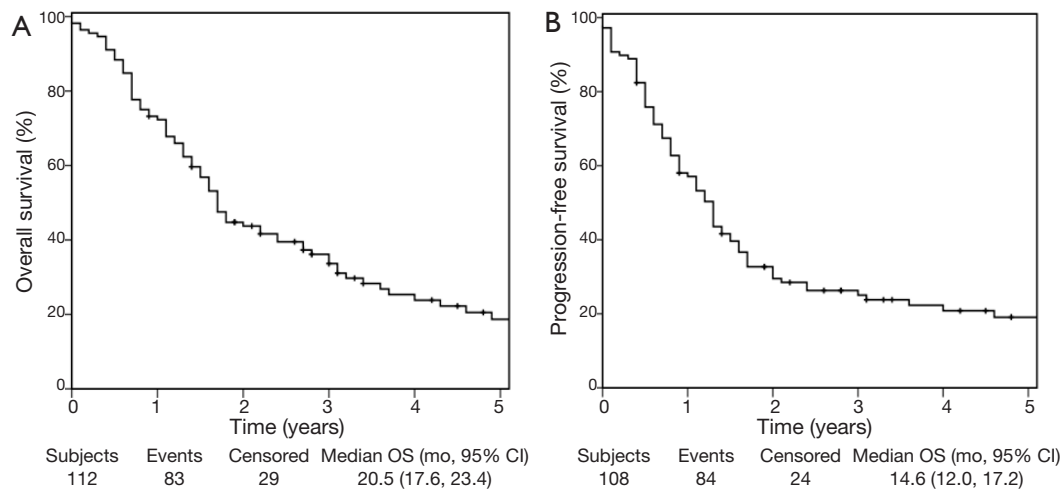 A
Overall survival (%)
100
80
60
40
20
0
0 1 2 3 4 5
Time (years)
Subjects Events Censored Median OS (mo, 95% CI)
112 83 29 20.5 (17.6, 23.4)
B
Progression-free survival (%)
100
80
60
40
20
0
0 1 2 3 4 5
Time (years)
Subjects Events Censored Median OS (mo, 95% CI)
108 84 24 14.6 (12.0, 17.2)